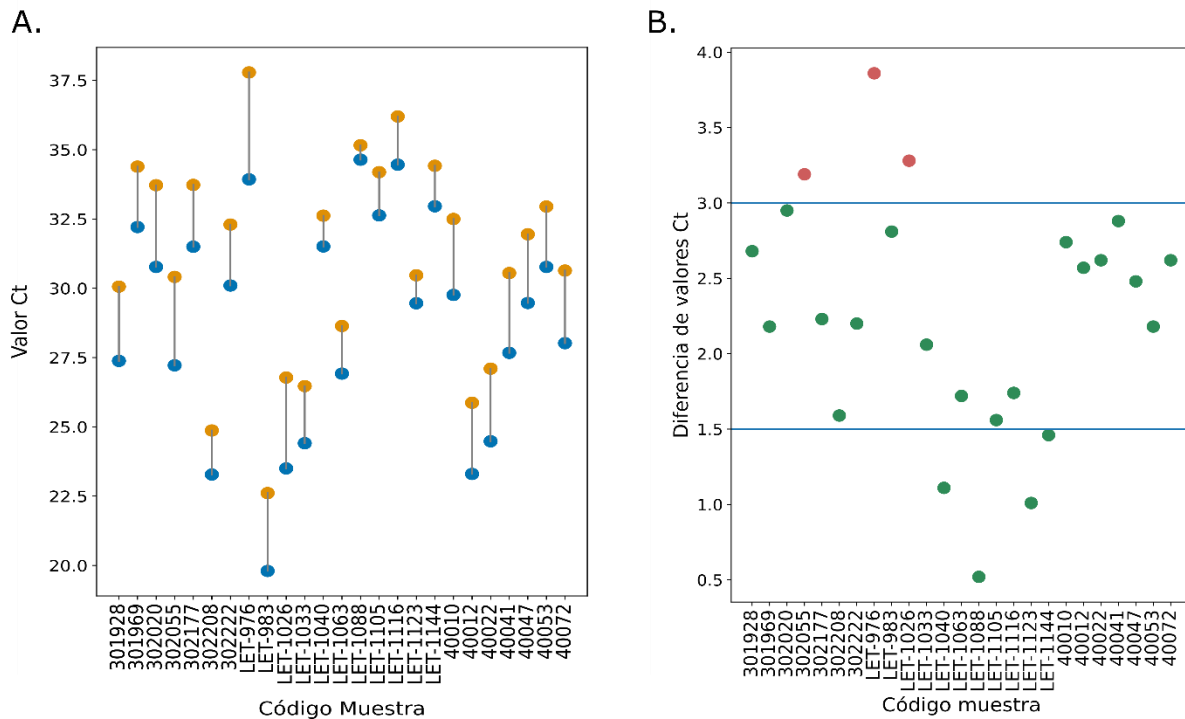 A.
Valor Ct
37.5
35.0
32.5
30.0
27.5
25.0
22.5
20.0
301928
301969
302020
302055
302177
302208
302222
LET-976
LET-983
LET-1026
LET-1033
LET-1040
LET-1063
LET-1088
LET-1105
LET-1116
LET-1123
LET-1144
40010
40012
40022
40041
40047
40053
40072
Código Muestra
B.
Diferencia de valores Ct
4.0
3.5
3.0
2.5
2.0
1.5
1.0
0.5
301928
301969
302020
302055
302177
302208
302222
LET-976
LET-983
LET-1026
LET-1033
LET-1040
LET-1063
LET-1088
LET-1105
LET-1116
LET-1123
LET-1144
40010
40012
40022
40041
40047
40053
40072
Código muestra